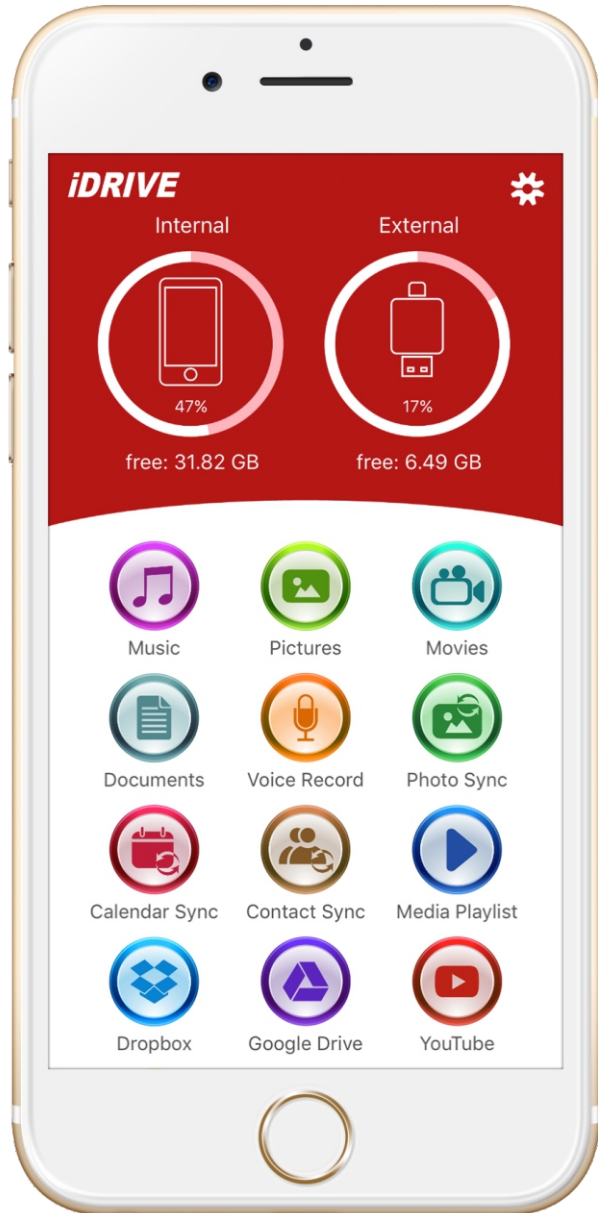 iDRIVE
Internal External
47% 17%
free: 31.82 GB free: 6.49 GB
Music Pictures Movies
Documents Voice Record Photo Sync
Calendar Sync Contact Sync Media Playlist
Dropbox Google Drive YouTube